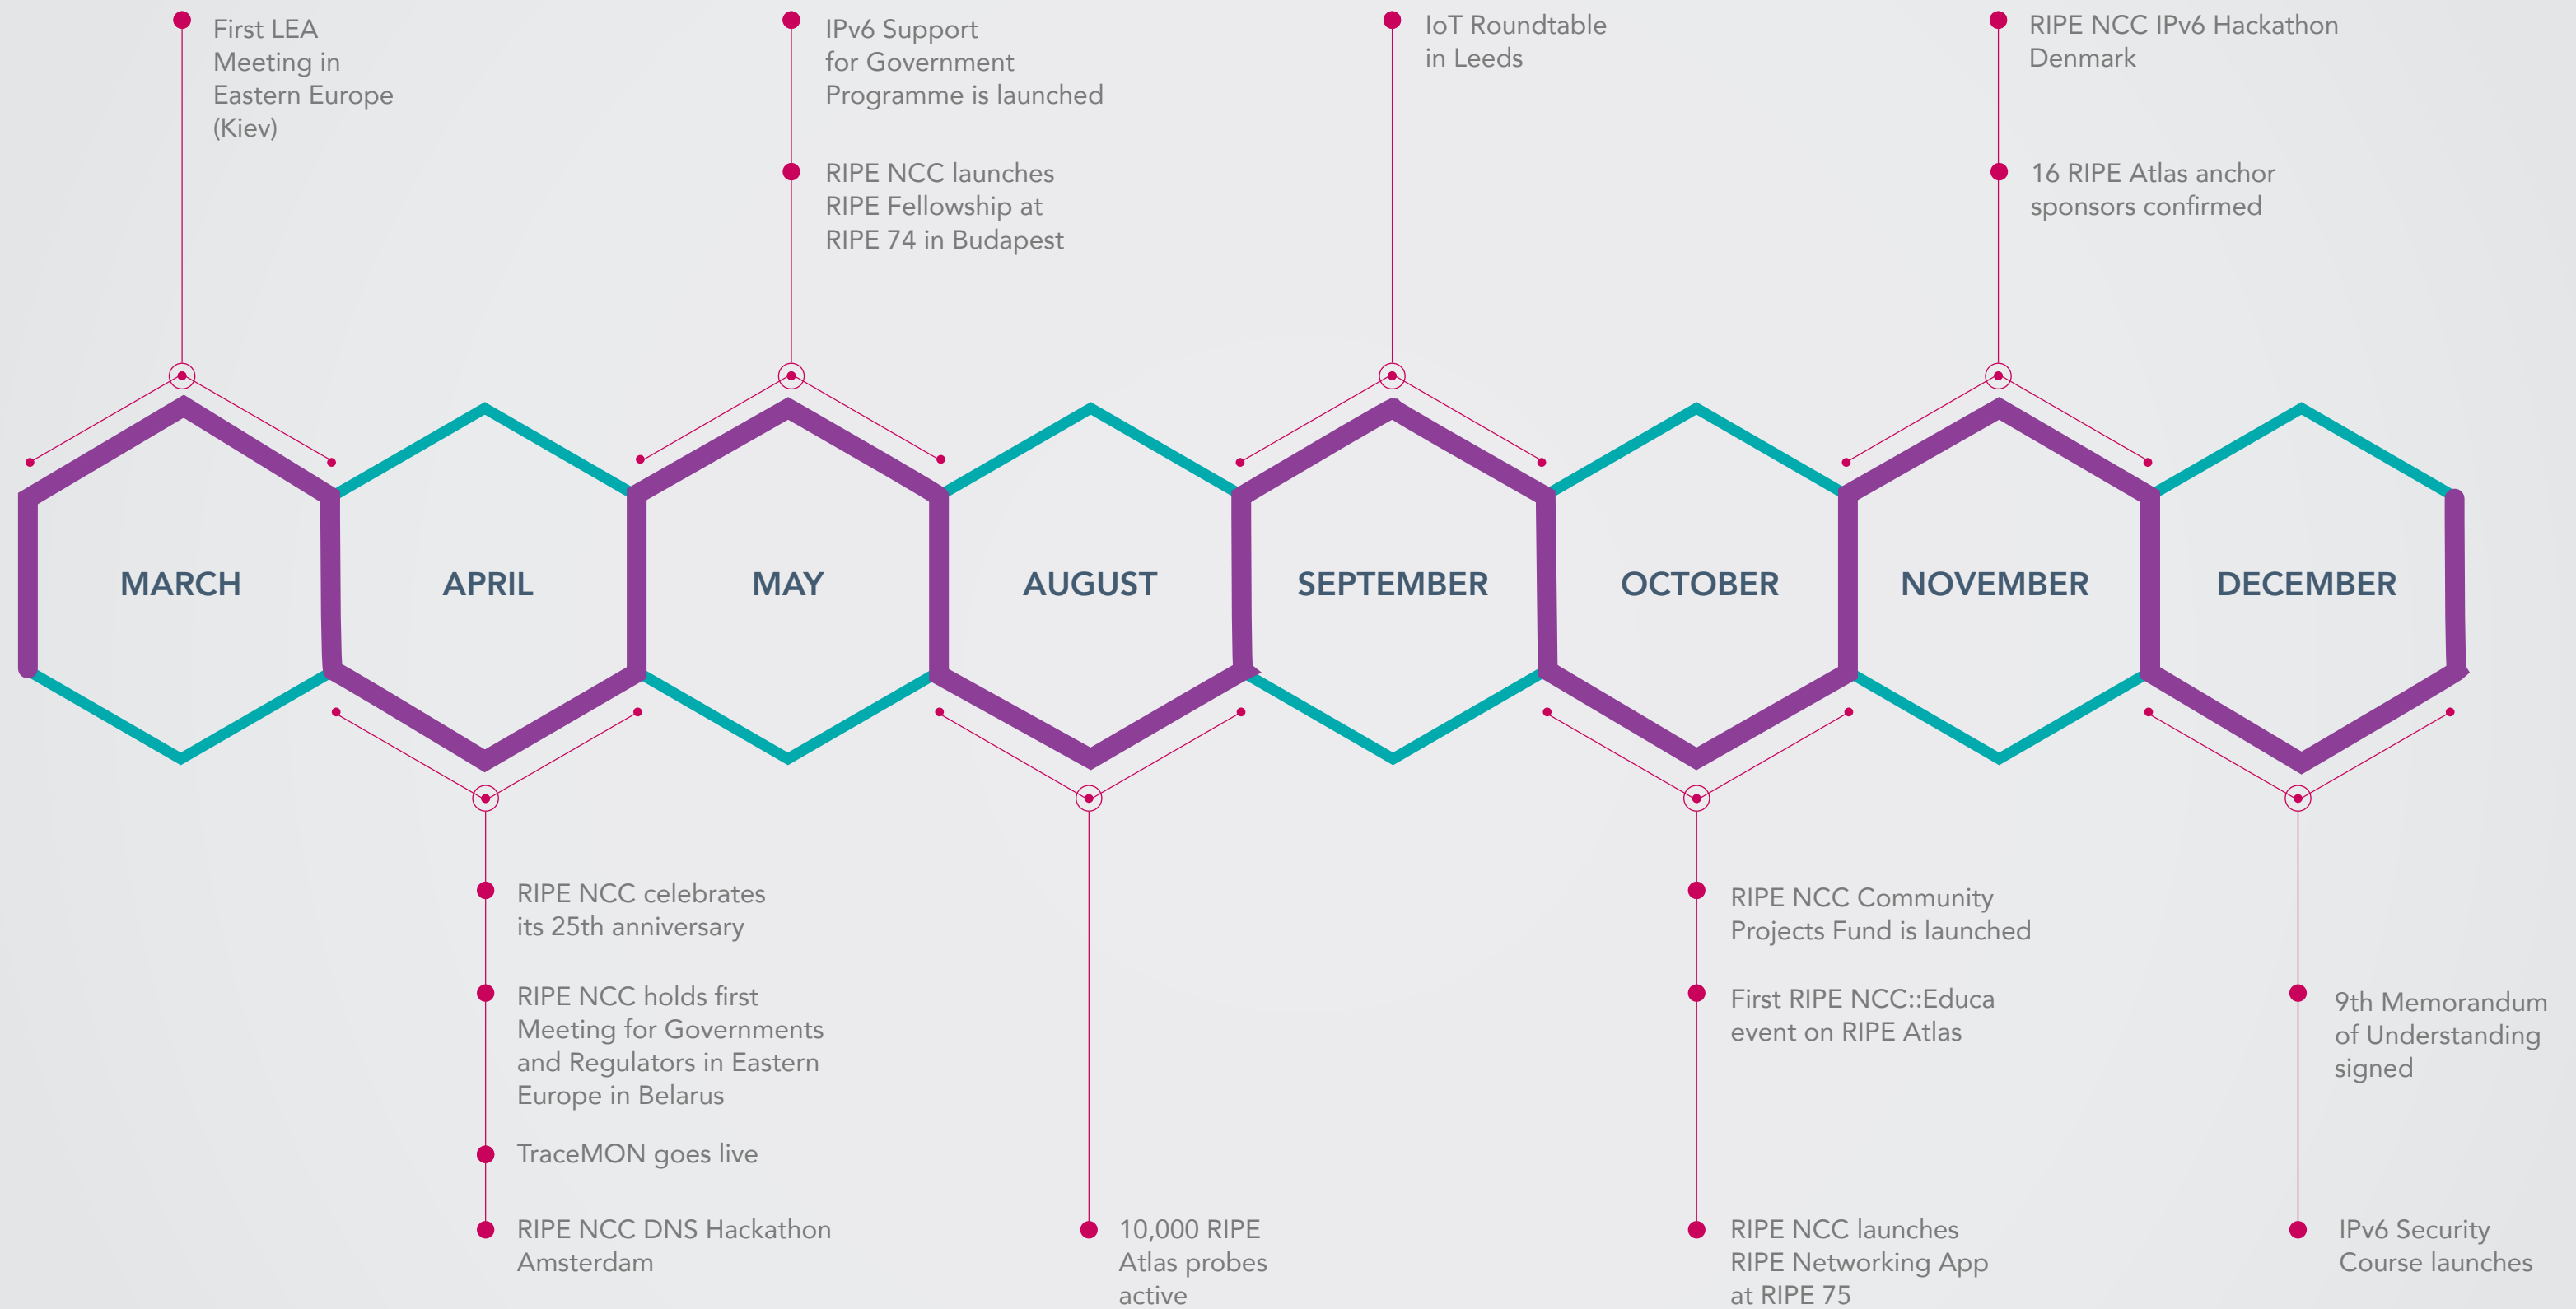 First LEA
Meeting in
Eastern Europe
(Kiev)
IPv6 Support
for Government
Programme is launched
RIPE NCC launches
RIPE Fellowship at
RIPE 74 in Budapest
IoT Roundtable
in Leeds
RIPE NCC IPv6 Hackathon
Denmark
16 RIPE Atlas anchor
sponsors confirmed
MARCH
APRIL
MAY
AUGUST
SEPTEMBER
OCTOBER
NOVEMBER
DECEMBER
RIPE NCC celebrates
its 25th anniversary
RIPE NCC holds first
Meeting for Governments
and Regulators in Eastern
Europe in Belarus
TraceMON goes live
RIPE NCC DNS Hackathon
Amsterdam
10,000 RIPE
Atlas probes
active
RIPE NCC Community
Projects Fund is launched
First RIPE NCC::Educa
event on RIPE Atlas
RIPE NCC launches
RIPE Networking App
at RIPE 75
9th Memorandum
of Understanding
signed
IPv6 Security
Course launches